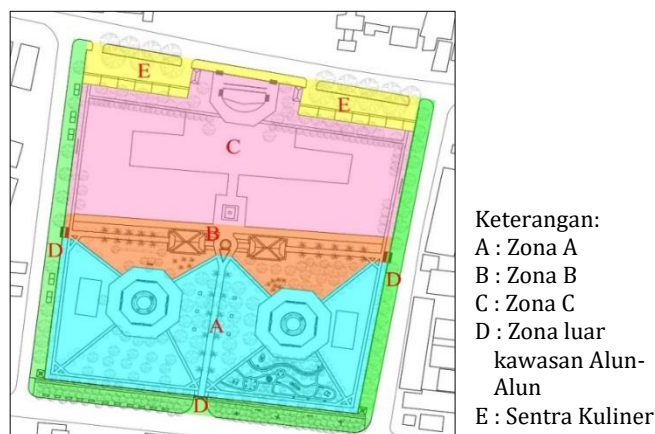 E
E
C
B
D
D
A
D
Keterangan:
A : Zona A
B : Zona B
C : Zona C
D : Zona luar
kawasan Alun-
Alun
E : Sentra Kuliner